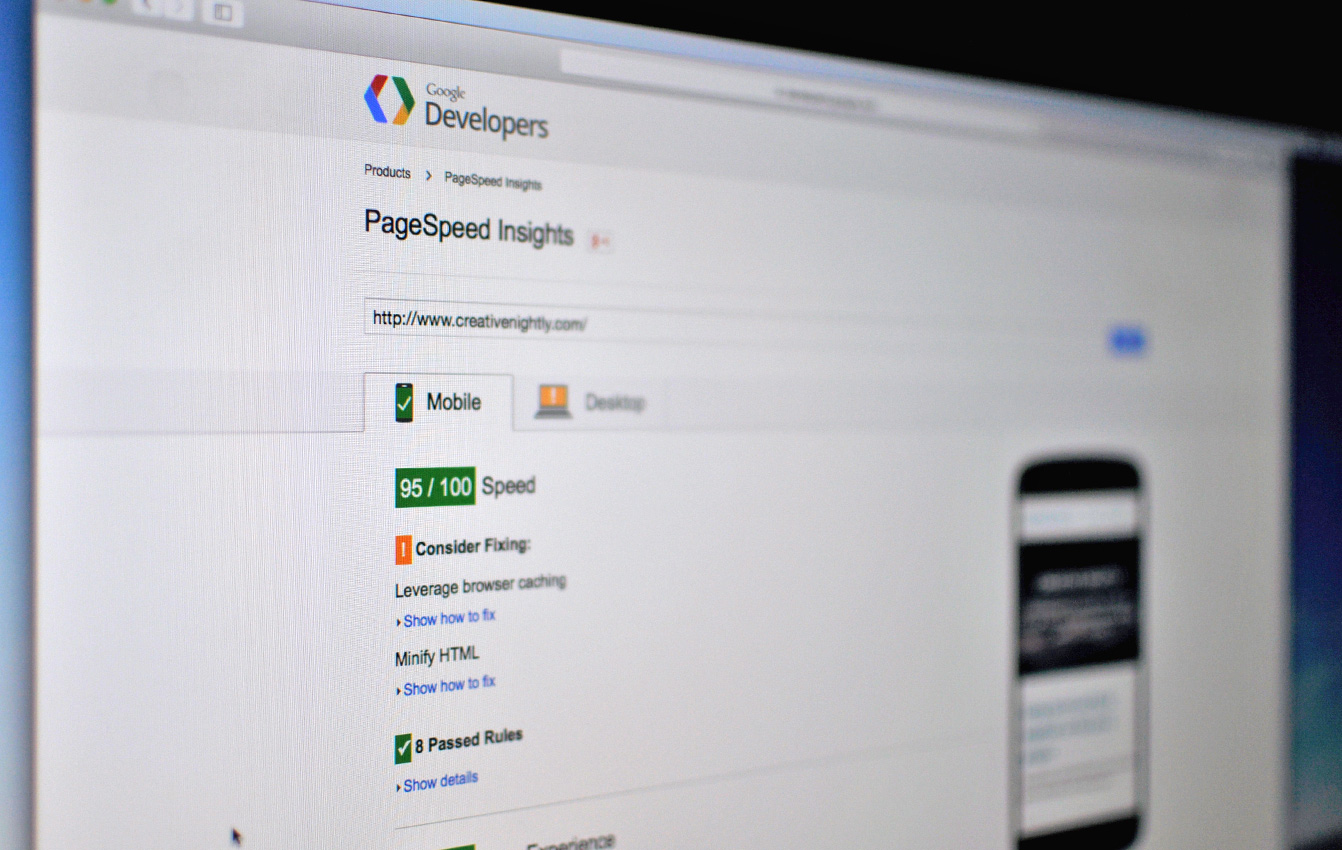 Google
Developers
Products > PageSpeed Insights
PageSpeed Insights
http://www.creativenightly.com/
Mobile
Desktop
95 / 100 Speed
! Consider Fixing:
Leverage browser caching
Show how to fix
Minify HTML
Show how to fix
8 Passed Rules
Show details
Experience